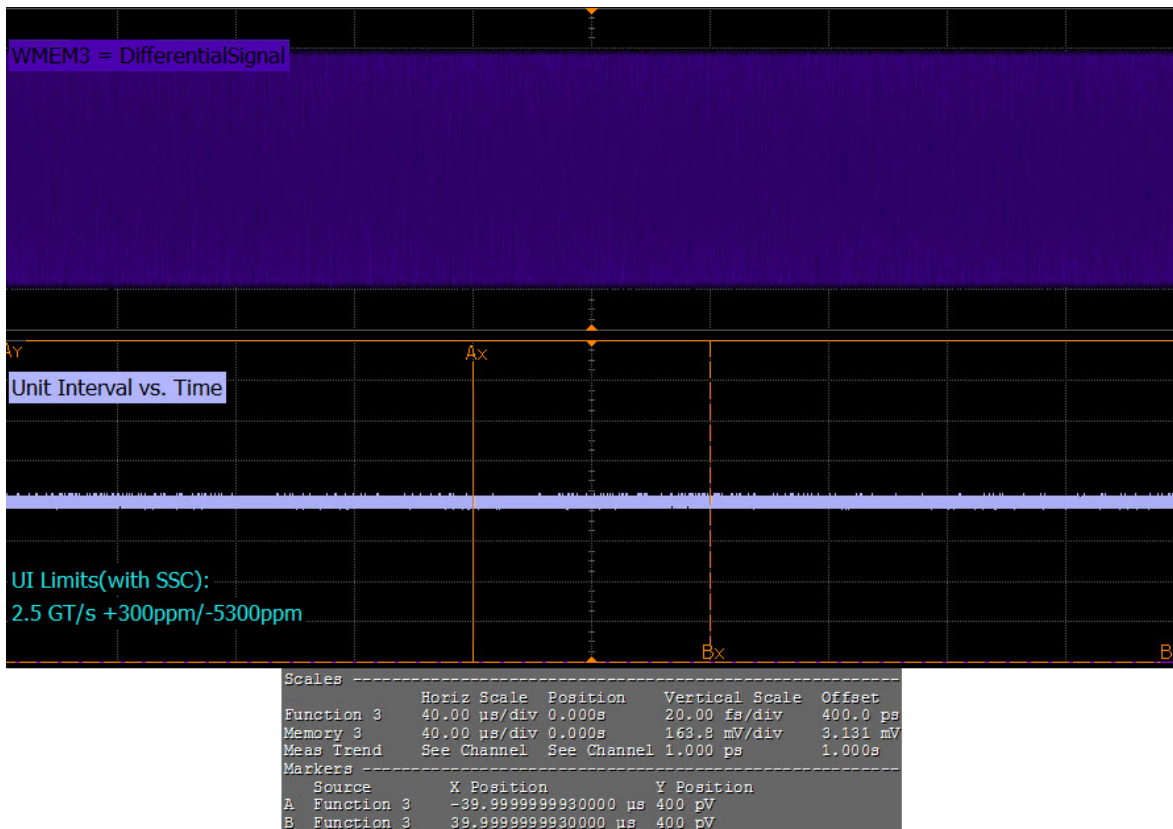 WMEM3 = DifferentialSignal
AY
Ax
Unit Interval vs. Time
UI Limits(with SSC):
2.5 GT/s +300ppm/-5300ppm
Bx
B
Scales ----------------------------------------------------------
Horiz Scale Position Vertical Scale Offset
Function 3 40.00 µs/div 0.000s 20.00 fs/div 400.0 ps
Memory 3 40.00 µs/div 0.000s 163.8 mV/div 3.131 mV
Meas Trend See Channel See Channel 1.000 ps 1.000s
Markers ---------------------------------------------------------
Source X Position Y Position
A Function 3 -39.9999999930000 µs 400 pV
B Function 3 39.9999999930000 µs 400 pV